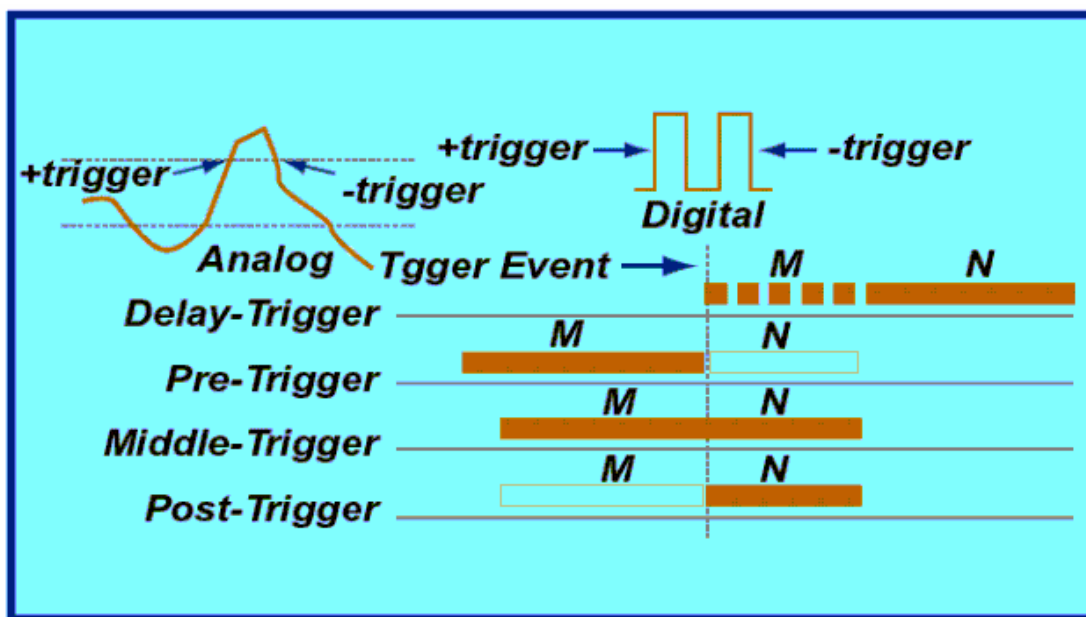 +trigger
-trigger
Analog
+trigger
-trigger
Digital
Tgger Event
M N
Delay-Trigger
M N
Pre-Trigger
M N
Middle-Trigger
M N
Post-Trigger